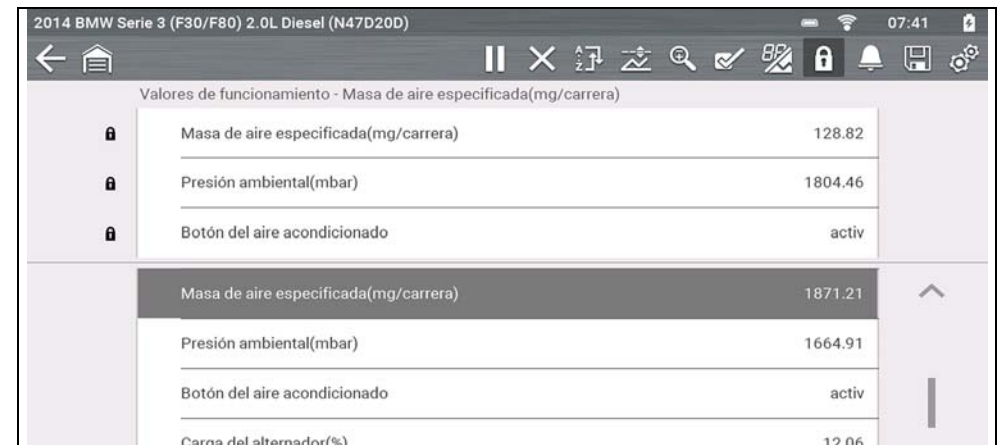 2014 BMW Serie 3 (F30/F80) 2.0L Diesel (N47D20D) 07:41
Valores de funcionamiento - Masa de aire especificada(mg/carrera)
Masa de aire especificada(mg/carrera) 128.82
Presión ambiental(mbar) 1804.46
Botón del aire acondicionado activ
Masa de aire especificada(mg/carrera) 1871.21
Presión ambiental(mbar) 1664.91
Botón del aire acondicionado activ
Carga del alternador(%) 12.06